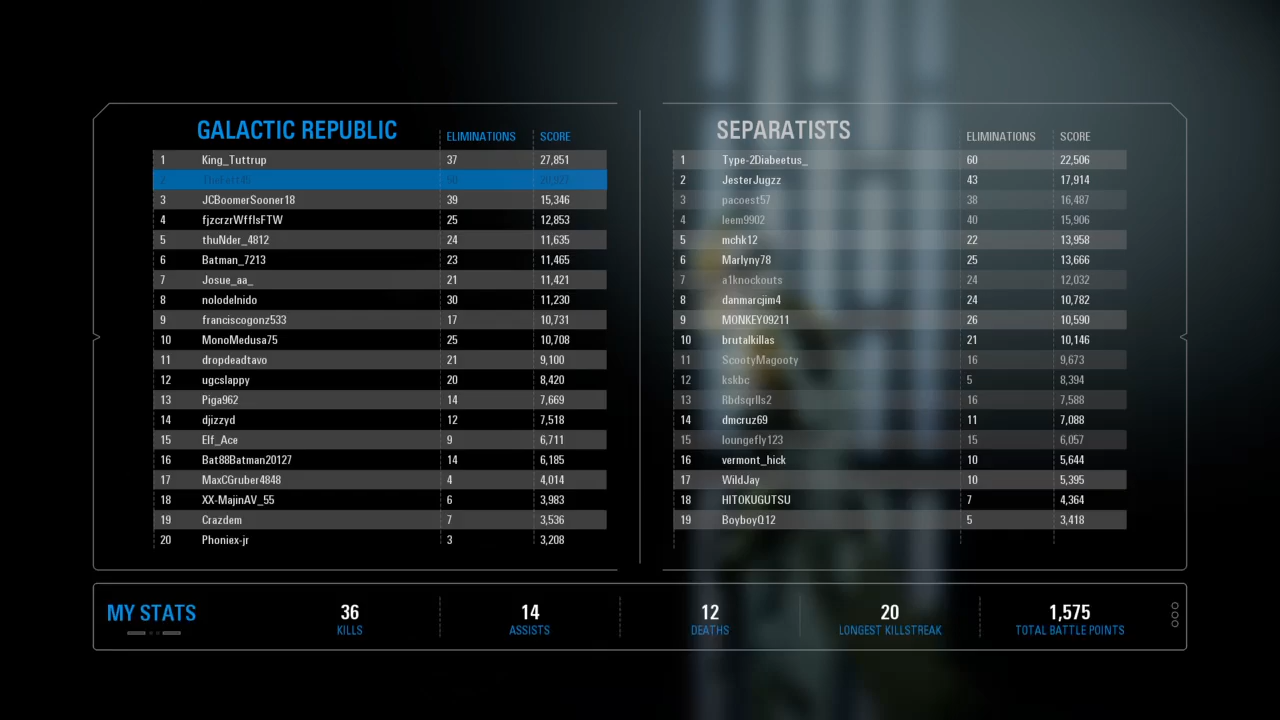 GALACTIC REPUBLIC ELIMINATIONS SCORE
1 King_Tuttrup 37 27,851
2 50
3 JCBoomerSooner18 39 15,346
4 fjzcrzrWfflsFTW 25 12,853
5 thuNder_4812 24 11,635
6 Batman_7213 23 11,465
7 Josue_aa_ 21 11,421
8 nolodelnido 30 11,230
9 franciscogonz533 17 10,731
10 MonoMedusa75 25 10,708
11 dropdeadtavo 21 9,100
12 ugcslappy 20 8,420
13 Piga962 14 7,669
14 djizzyd 12 7,518
15 Elf_Ace 9 6,711
16 Bat88Batman20127 14 6,185
17 MaxCGruber4848 4 4,014
18 XX-MajinAV_55 6 3,983
19 Crazdem 7 3,536
20 Phoniex-jr 3 3,208
SEPARATISTS ELIMINATIONS SCORE
1 Type-2Diabeetus_ 60 22,506
2 JesterJugzz 43 17,914
3 pacoest57 38 16,487
4 leem9902 40 15,906
5 mchk12 22 13,958
6 Marlyny78 25 13,666
7 a1knockouts 24 12,032
8 danmarcjim4 24 10,782
9 MONKEY09211 26 10,590
10 brutalkillas 21 10,146
11 ScootyMagooty 16 9,673
12 kskbc 5 8,394
13 Rbdsqrlls2 16 7,588
14 dmcruz69 11 7,088
15 loungefly123 15 6,057
16 vermont_hick 10 5,644
17 WildJay 10 5,395
18 HITOKUGUTSU 7 4,364
19 BoyboyQ12 5 3,418
MY STATS
36 14 12 20 1,575
KILLS ASSISTS DEATHS LONGEST KILLSTREAK TOTAL BATTLE POINTS